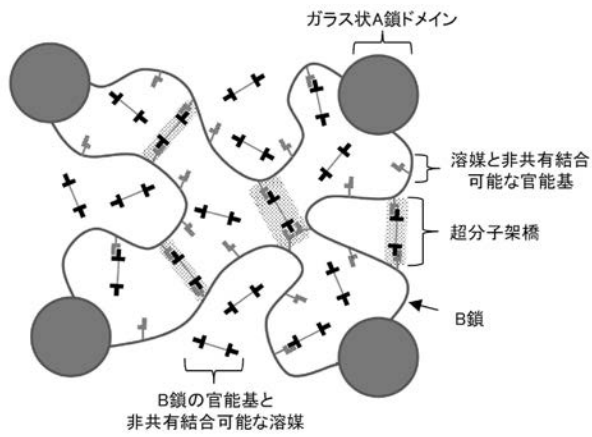 ガラス状A鎖ドメイン
溶媒と非共有結合
可能な官能基
超分子架橋
B鎖
B鎖の官能基と
非共有結合可能な溶媒